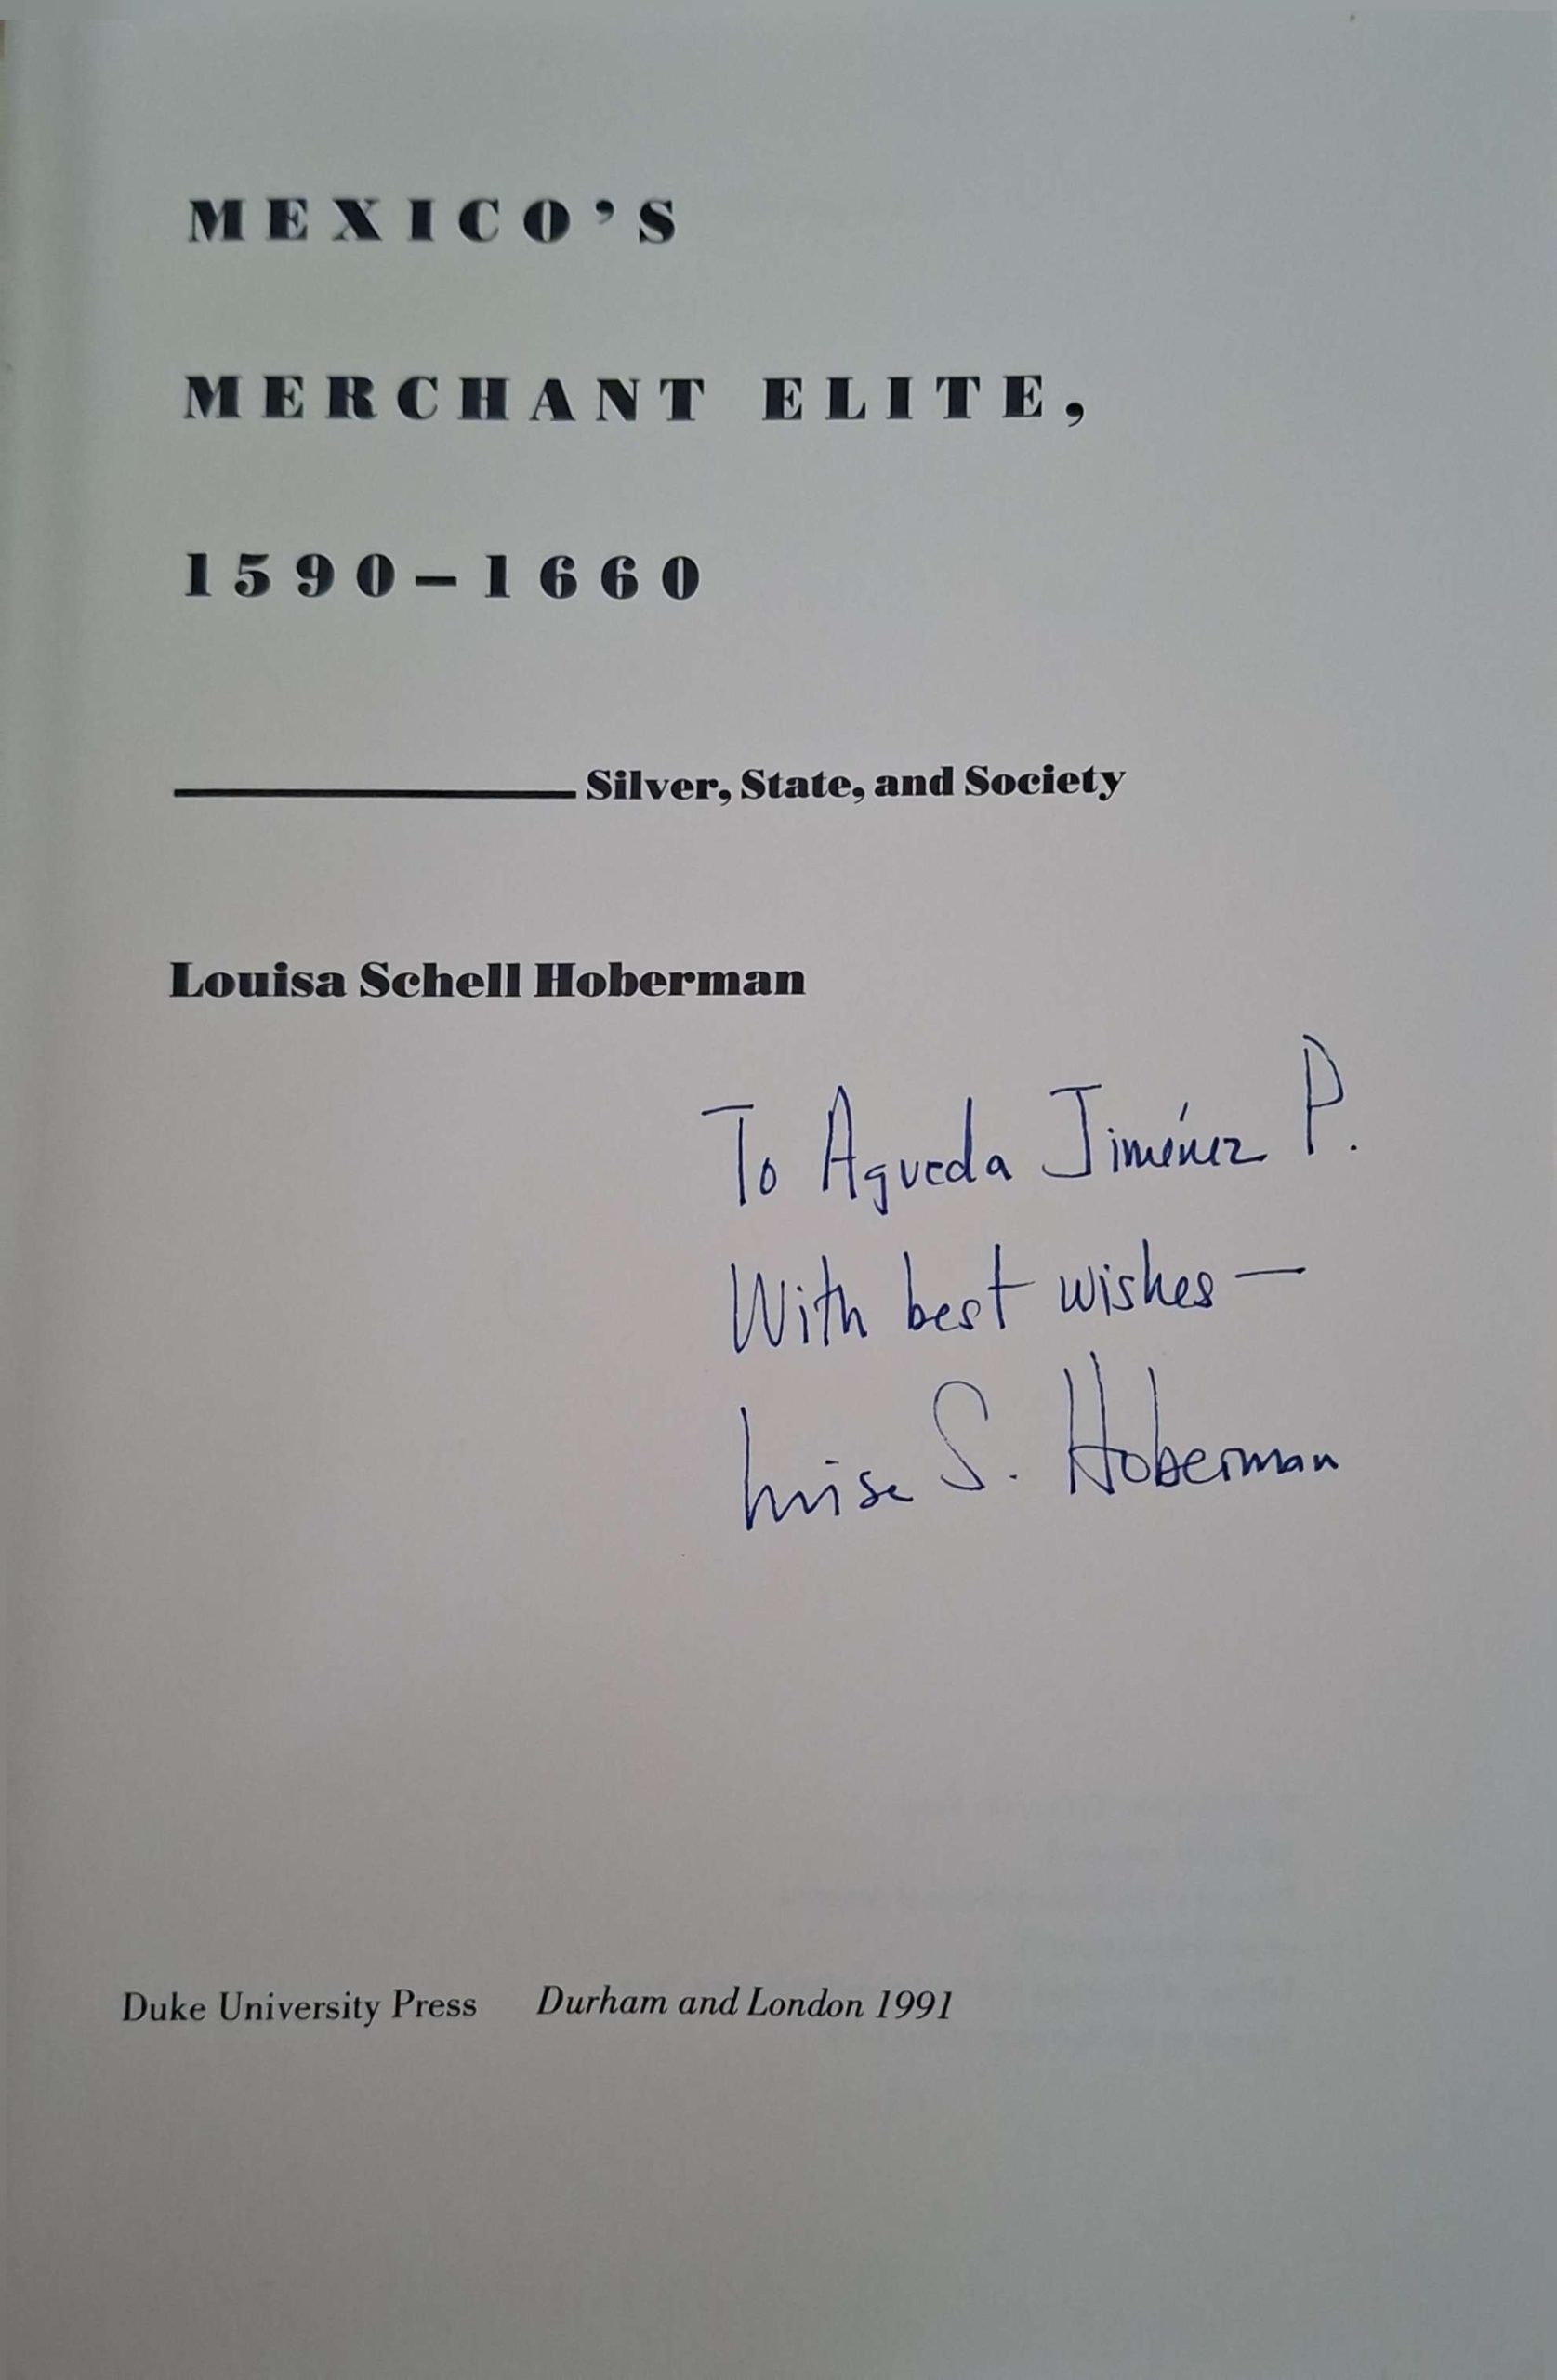 MEXICO’S
MERCHANT ELITE,
1590–1660
Silver, State, and Society
Louisa Schell Hoberman
To Agueda Jiménez P.
With best wishes —
Luisa S. Hoberman
Duke University Press Durham and London 1991